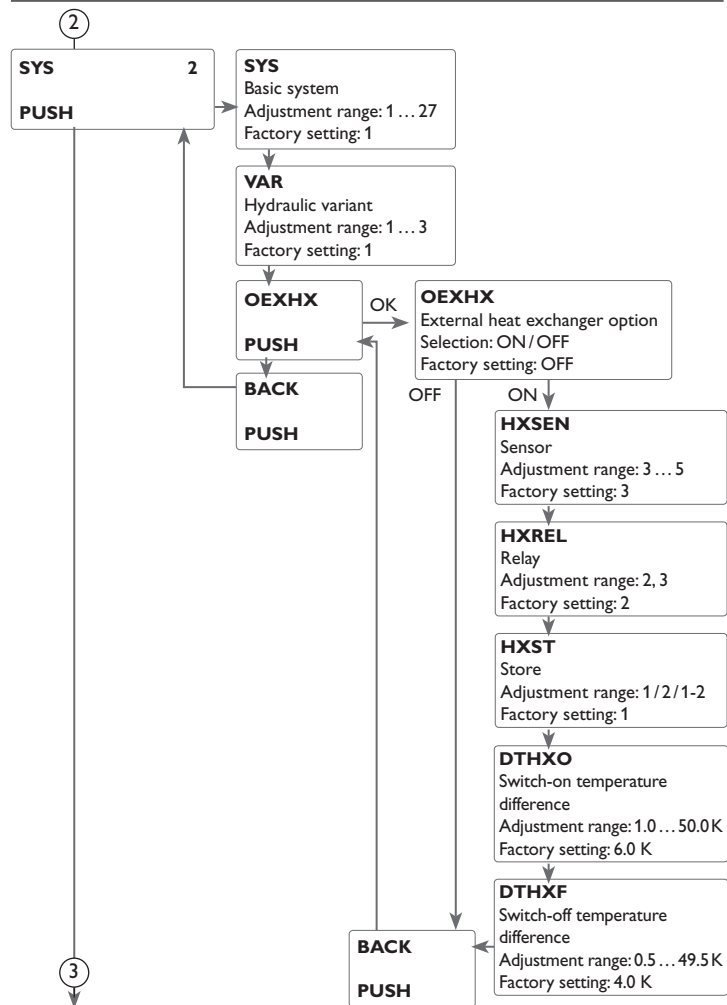 2
SYS 2
PUSH
SYS
Basic system
Adjustment range: 1 … 27
Factory setting: 1
VAR
Hydraulic variant
Adjustment range: 1 … 3
Factory setting: 1
OEXHX
PUSH
OK
OEXHX
External heat exchanger option
Selection: ON / OFF
Factory setting: OFF
BACK
PUSH
OFF
ON
HXSEN
Sensor
Adjustment range: 3 … 5
Factory setting: 3
HXREL
Relay
Adjustment range: 2, 3
Factory setting: 2
HXST
Store
Adjustment range: 1 / 2 / 1-2
Factory setting: 1
DTHXO
Switch-on temperature
difference
Adjustment range: 1.0 … 50.0 K
Factory setting: 6.0 K
DTHXF
Switch-off temperature
difference
Adjustment range: 0.5 … 49.5 K
Factory setting: 4.0 K
BACK
PUSH
3